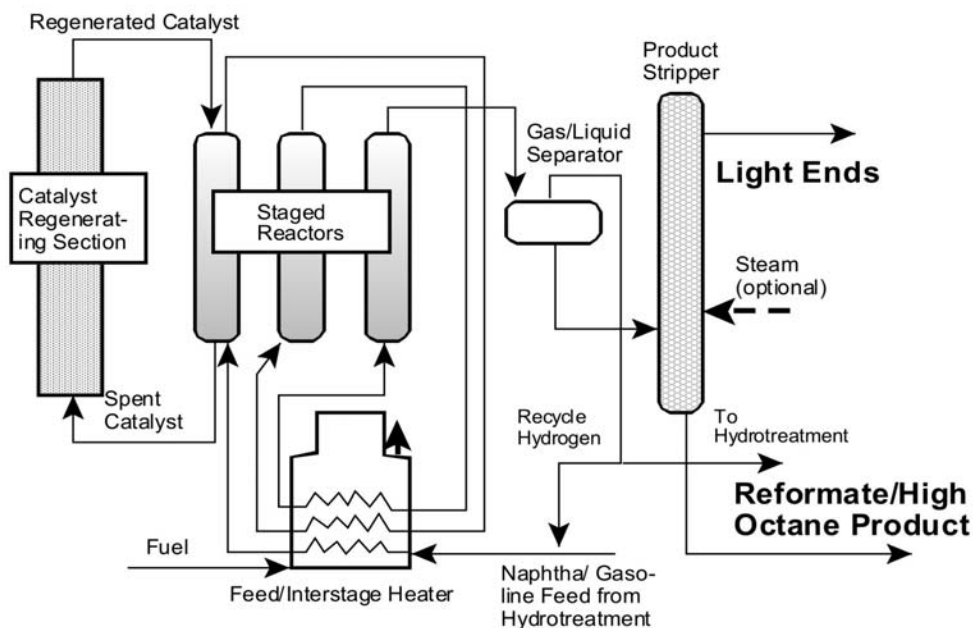 Regenerated Catalyst
Product
Stripper
Gas/Liquid
Separator
Light Ends
Catalyst
Regenerat-
ing Section
Staged
Reactors
Steam
(optional)
Spent
Catalyst
Recycle
Hydrogen
To
Hydrotreatment
Reformate/High
Octane Product
Fuel
Feed/Interstage Heater
Naphtha/ Gaso-
line Feed from
Hydrotreatment